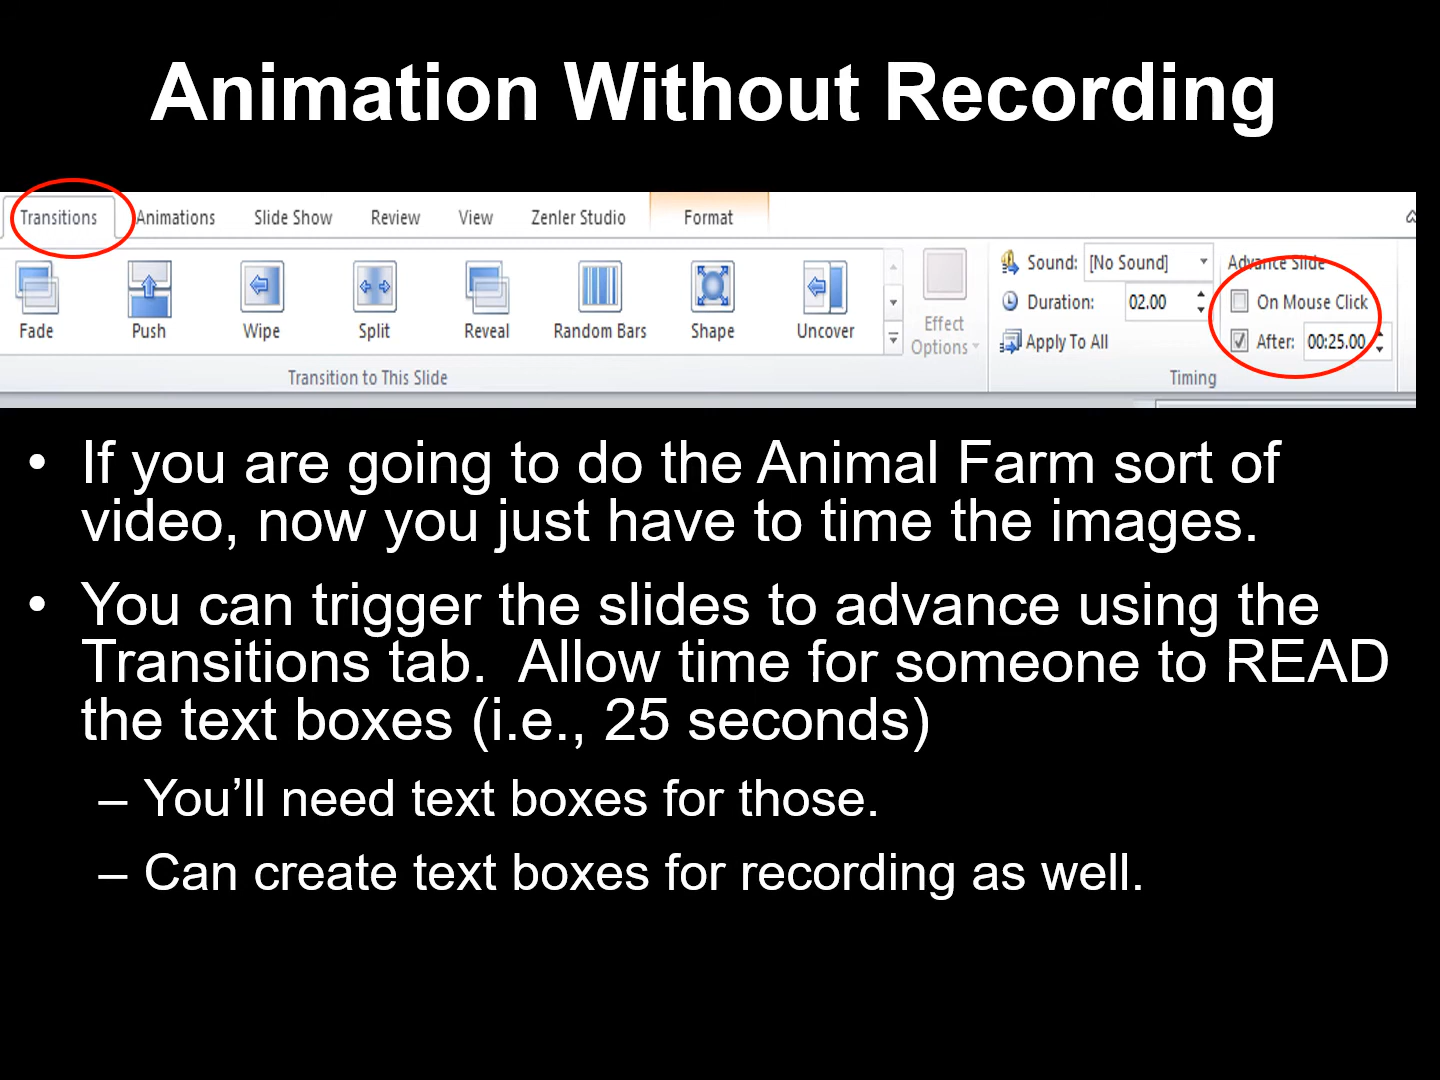 Animation Without Recording
Transitions Animations Slide Show Review View Zenler Studio Format
Sound: [No Sound] Advance Slide
Duration: 02.00 On Mouse Click
Fade Push Wipe Split Reveal Random Bars Shape Uncover Effect Options Apply To All After: 00:25.00
Transition to This Slide Timing
• If you are going to do the Animal Farm sort of
video, now you just have to time the images.
• You can trigger the slides to advance using the
Transitions tab.  Allow time for someone to READ
the text boxes (i.e., 25 seconds)
– You’ll need text boxes for those.
– Can create text boxes for recording as well.